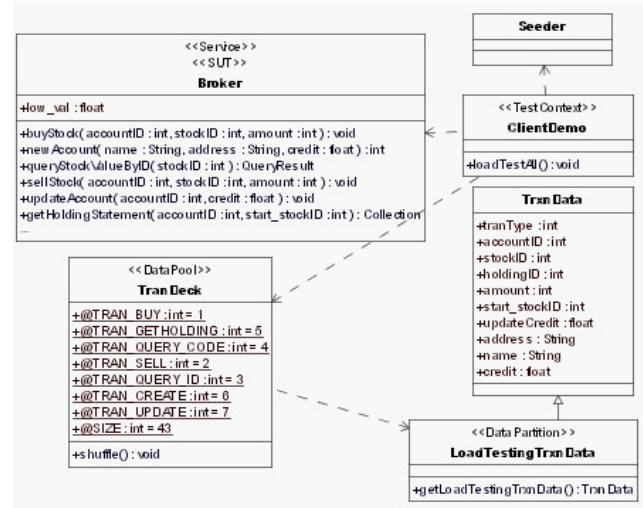 Seeder
<<Service>>
<<SUT>>
Broker
+low_val : float
+buyStock( accountID : int, stockID : int, amount : int ) : void
+newAccount( name : String, address : String, credit : float ) : int
+queryStockValueByID( stockID : int ) : QueryResult
+sellStock( accountID : int, stockID : int, amount : int ) : void
+updateAccount( accountID : int, credit : float ) : void
+getHoldingStatement( accountID : int, start_stockID : int ) : Collection
...
<<TestContext>>
ClientDemo
+loadTestAll() : void
TrxnData
+tranType : int
+accountID : int
+stockID : int
+holdingID : int
+amount : int
+start_stockID : int
+updateCredit : float
+address : String
+name : String
+credit : float
<<DataPool>>
TranDeck
+@TRAN_BUY : int = 1
+@TRAN_GETHOLDING : int = 5
+@TRAN_QUERY_CODE : int = 4
+@TRAN_SELL : int = 2
+@TRAN_QUERY_ID : int = 3
+@TRAN_CREATE : int = 6
+@TRAN_UPDATE : int = 7
+@SIZE : int = 43
+shuffle() : void
<<Data Partition>>
LoadTestingTrxnData
+getLoadTestingTrxnData() : TrxnData